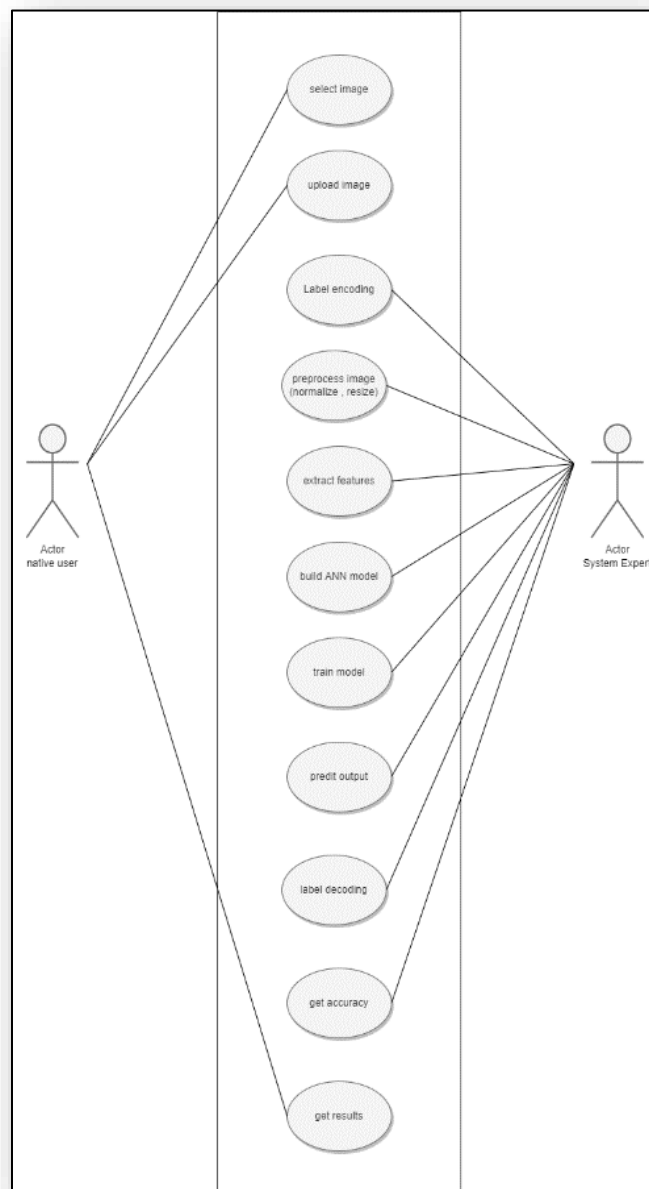 select image
upload image
Label encoding
preprocess image
(normalize , resize)
extract features
build ANN model
train model
predit output
label decoding
get accuracy
get results
Actor
native user
Actor
System Expert